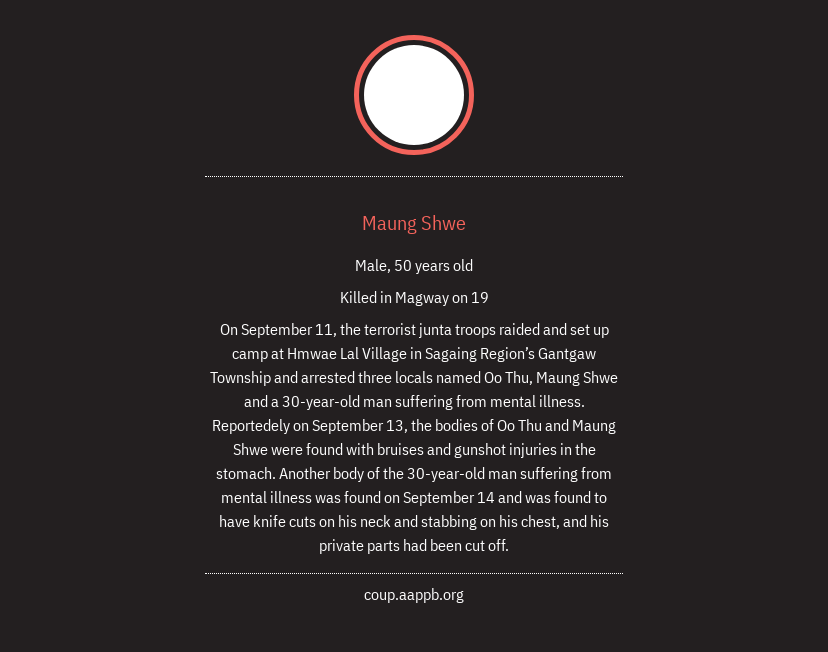 Maung Shwe
Male, 50 years old
Killed in Magway on 19
On September 11, the terrorist junta troops raided and set up
camp at Hmwae Lal Village in Sagaing Region’s Gantgaw
Township and arrested three locals named Oo Thu, Maung Shwe
and a 30-year-old man suffering from mental illness.
Reportedely on September 13, the bodies of Oo Thu and Maung
Shwe were found with bruises and gunshot injuries in the
stomach. Another body of the 30-year-old man suffering from
mental illness was found on September 14 and was found to
have knife cuts on his neck and stabbing on his chest, and his
private parts had been cut off.
coup.aappb.org